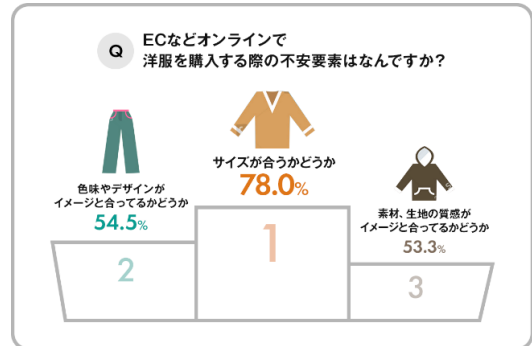 Q
ECなどオンラインで
洋服を購入する際の不安要素はなんですか？
サイズが合うかどうか
78.0%
1
色味やデザインが
イメージと合ってるかどうか
54.5%
2
素材、生地の質感が
イメージと合ってるかどうか
53.3%
3